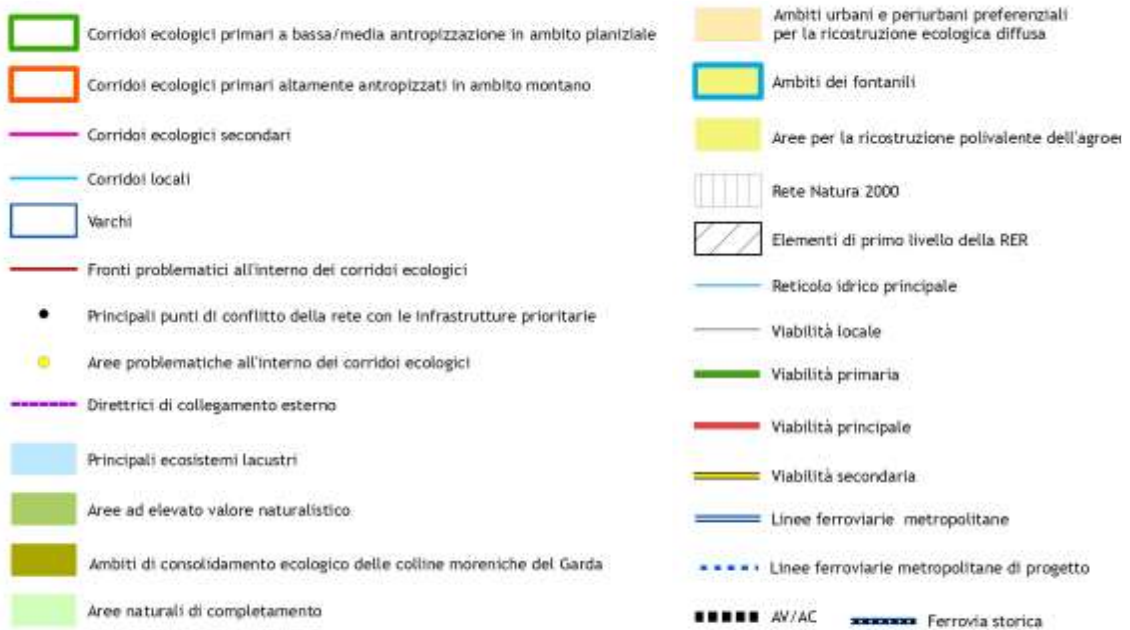 Corridoi ecologici primari a bassa/media antropizzazione in ambito planiziale
Corridoi ecologici primari altamente antropizzati in ambito montano
Corridoi ecologici secondari
Corridoi locali
Varchi
Fronti problematici all'interno dei corridoi ecologici
Principali punti di conflitto della rete con le infrastrutture prioritarie
Aree problematiche all'interno dei corridoi ecologici
Direttrici di collegamento esterno
Principali ecosistemi lacustri
Aree ad elevato valore naturalistico
Ambiti di consolidamento ecologico delle colline moreniche del Garda
Aree naturali di completamento
Ambiti urbani e periurbani preferenziali
per la ricostruzione ecologica diffusa
Ambiti dei fontanili
Aree per la ricostruzione polivalente dell'agroe
Rete Natura 2000
Elementi di primo livello della RER
Reticolo idrico principale
Viabilità locale
Viabilità primaria
Viabilità principale
Viabilità secondaria
Linee ferroviarie metropolitane
Linee ferroviarie metropolitane di progetto
AV/AC Ferrovia storica